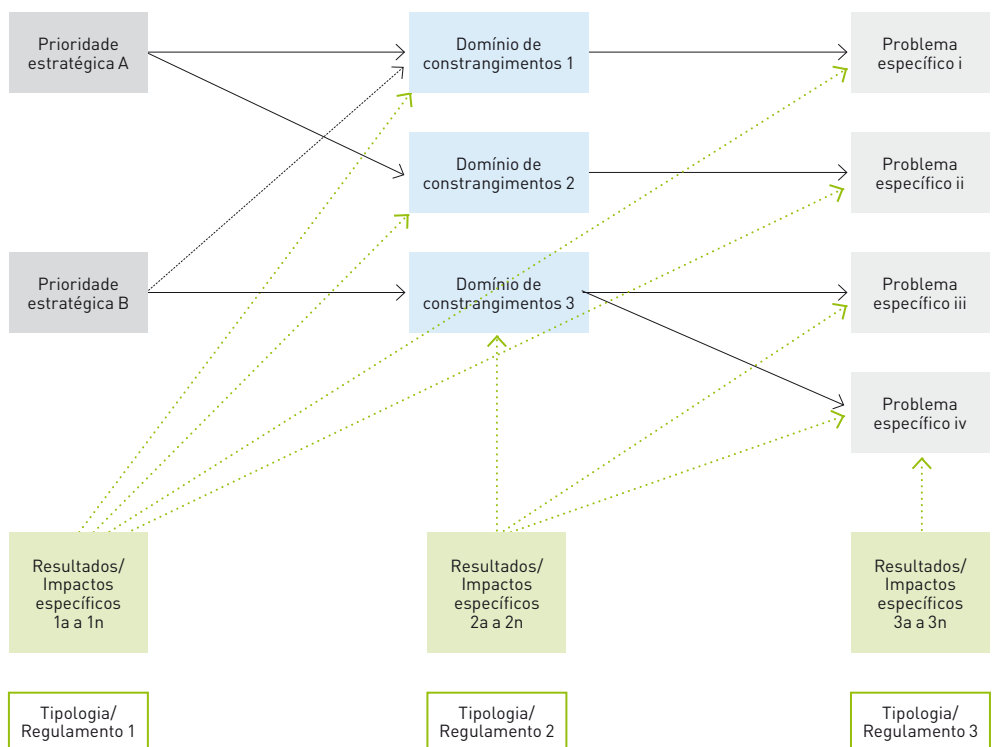 Prioridade
estratégica A
Domínio de
constrangimentos 1
Problema
específico i
Domínio de
constrangimentos 2
Problema
específico ii
Prioridade
estratégica B
Domínio de
constrangimentos 3
Problema
específico iii
Problema
específico iv
Resultados/
Impactos
específicos
1a a 1n
Resultados/
Impactos
específicos
2a a 2n
Resultados/
Impactos
específicos
3a a 3n
Tipologia/
Regulamento 1
Tipologia/
Regulamento 2
Tipologia/
Regulamento 3